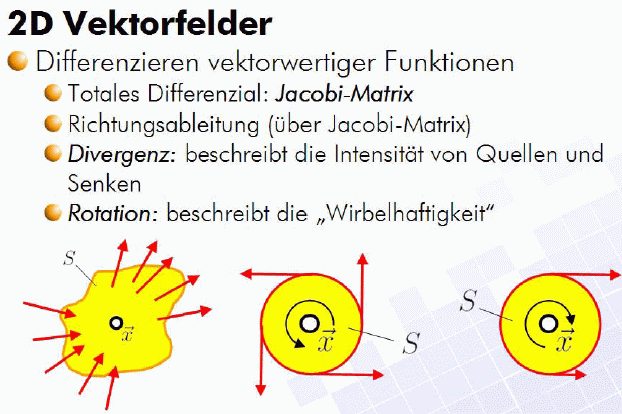 2D Vektorfelder
Differenzieren vektorwertiger Funktionen
Totales Differenzial: Jacobi-Matrix
Richtungsableitung (über Jacobi-Matrix)
Divergenz: beschreibt die Intensität von Quellen und
Senken
Rotation: beschreibt die „Wirbelhaftigkeit“
S
x⃗
x⃗
S
S
x⃗